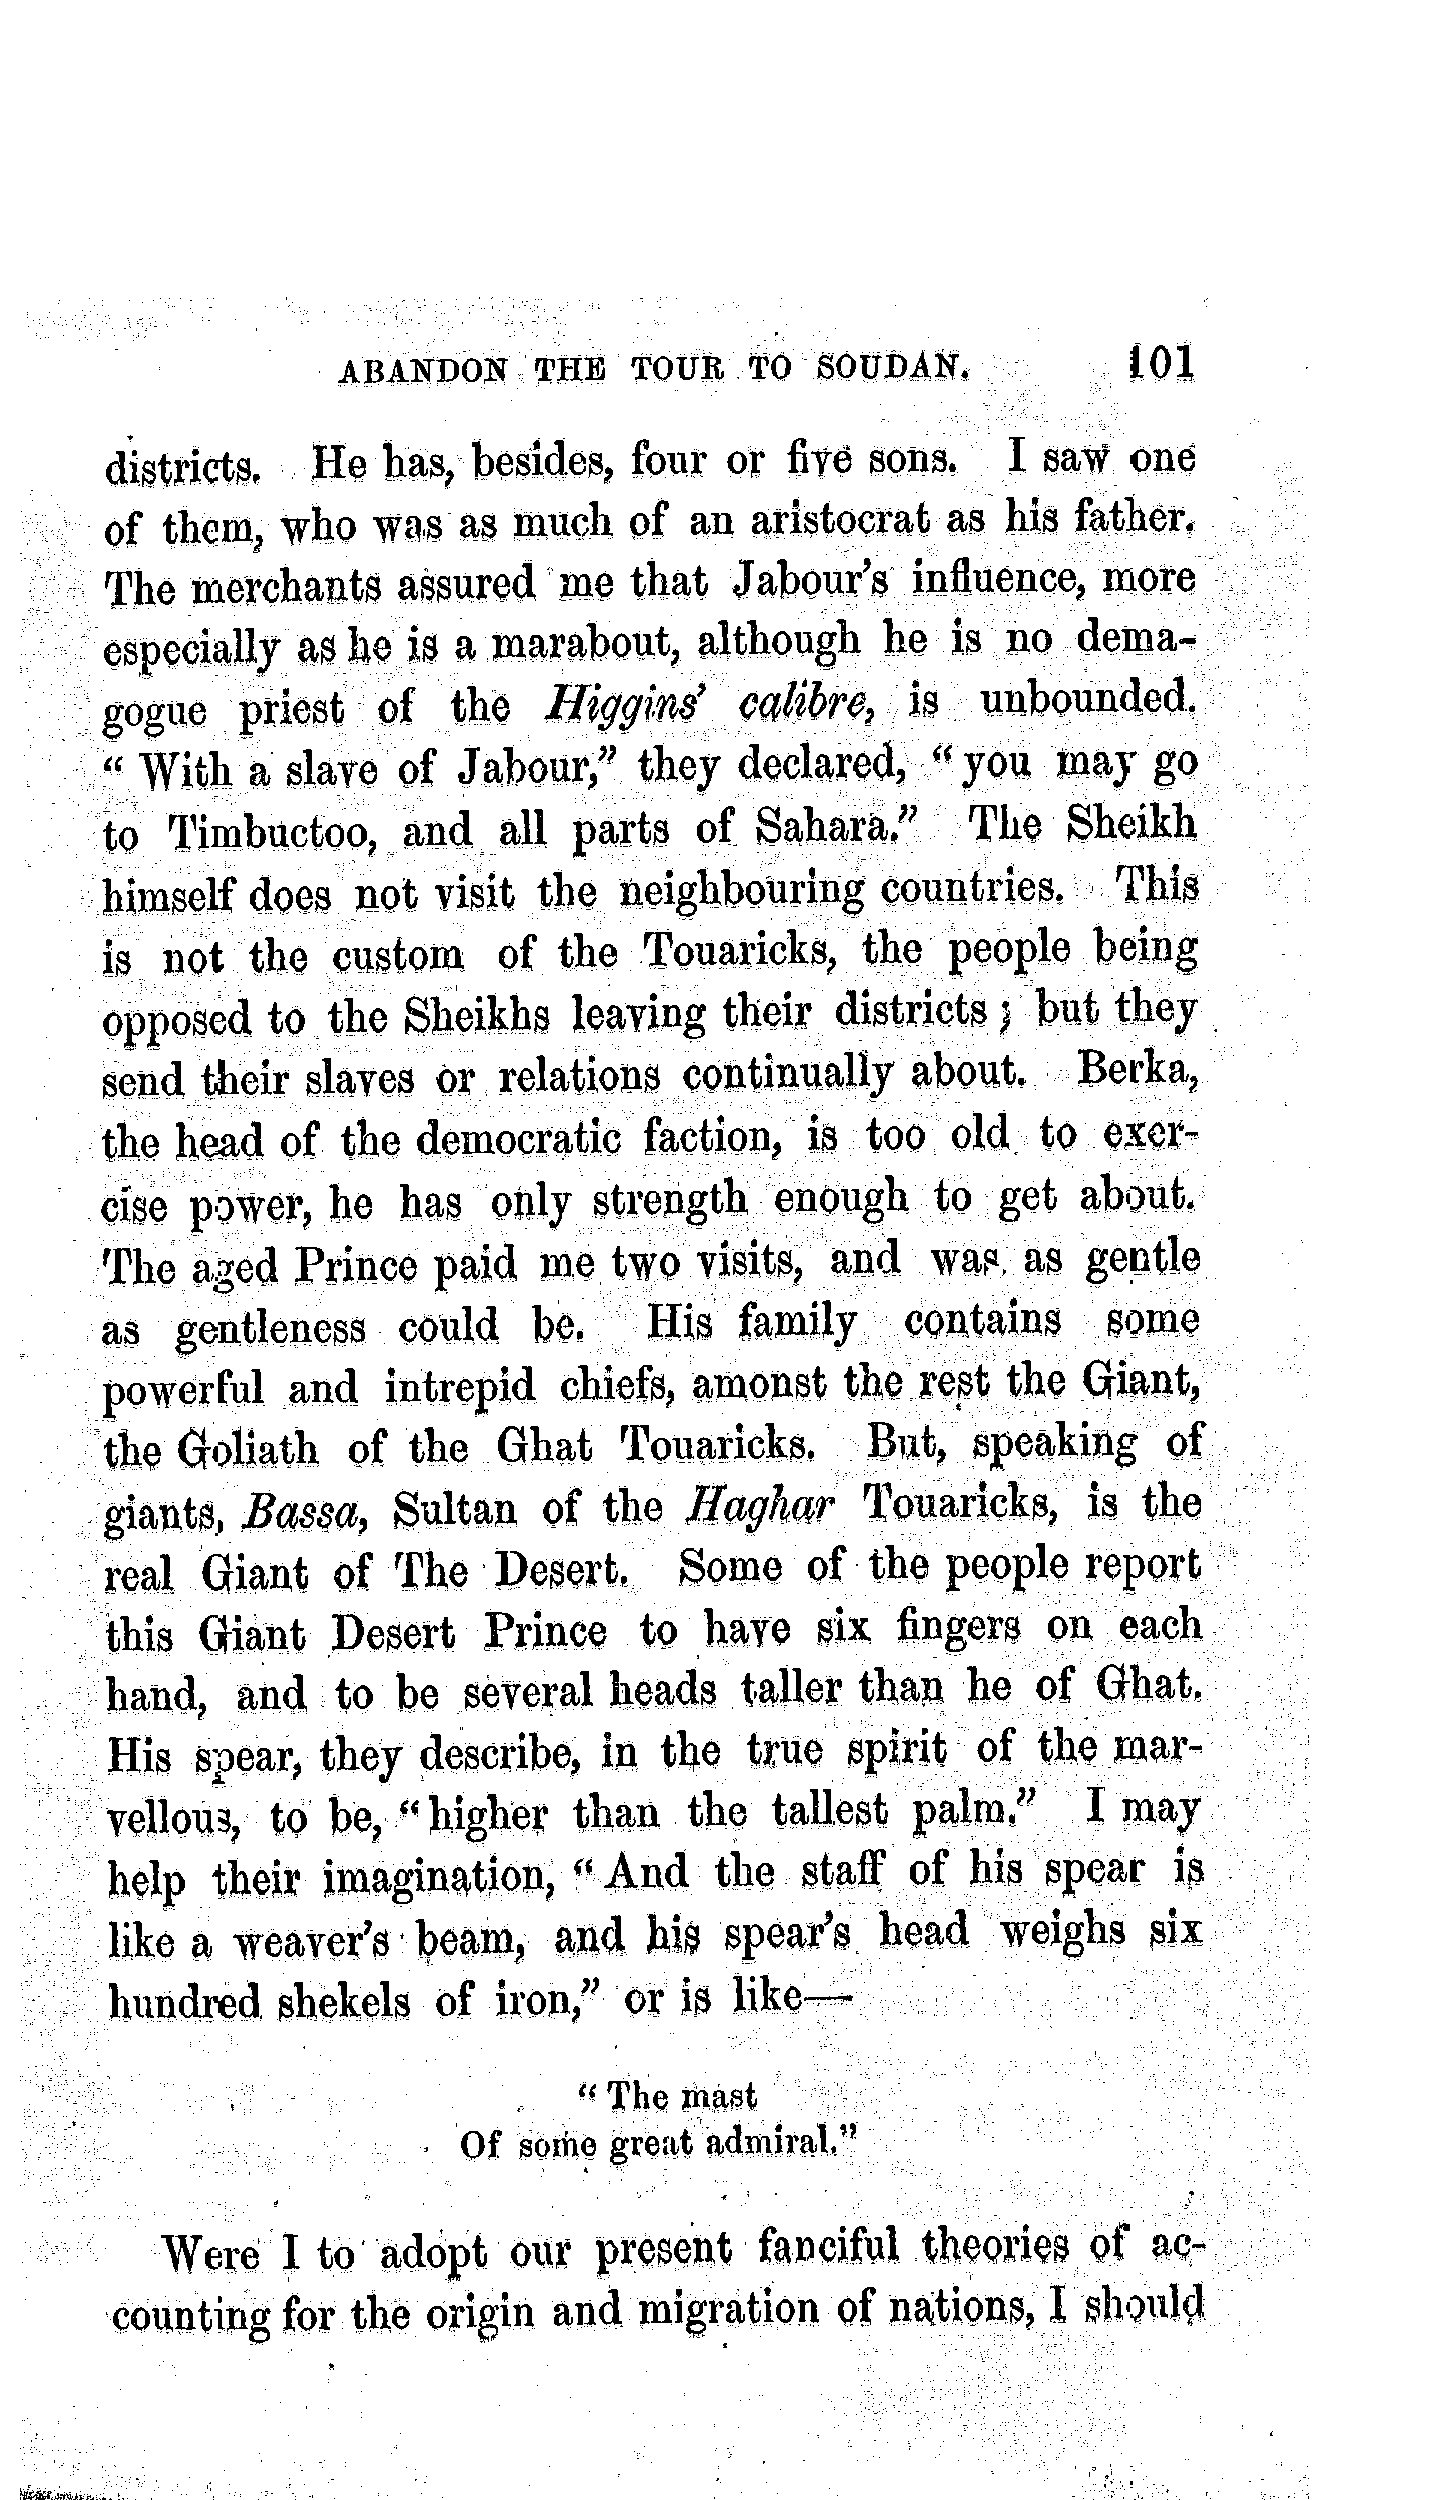 ABANDON THE TOUR TO SOUDAN. 101
districts. He has, besides, four or five sons. I saw one
of them, who was as much of an aristocrat as his father.
The merchants assured me that Jabour's influence, more
especially as he is a marabout, although he is no dema-
gogue priest of the Higgins' calibre, is unbounded.
“ With a slave of Jabour,” they declared, “ you may go
to Timbuctoo, and all parts of Sahara.” The Sheikh
himself does not visit the neighbouring countries. This
is not the custom of the Touaricks, the people being
opposed to the Sheikhs leaving their districts ; but they
send their slaves or relations continually about. Berka,
the head of the democratic faction, is too old to exer-
cise power, he has only strength enough to get about.
The aged Prince paid me two visits, and was as gentle
as gentleness could be. His family contains some
powerful and intrepid chiefs, amonst the rest the Giant,
the Goliath of the Ghat Touaricks. But, speaking of
giants, Bassa, Sultan of the Haghar Touaricks, is the
real Giant of The Desert. Some of the people report
this Giant Desert Prince to have six fingers on each
hand, and to be several heads taller than he of Ghat.
His spear, they describe, in the true spirit of the mar-
vellous, to be, “ higher than the tallest palm.” I may
help their imagination, “ And the staff of his spear is
like a weaver's beam, and his spear's head weighs six
hundred shekels of iron,” or is like—
“ The mast
Of some great admiral.”
Were I to adopt our present fanciful theories of ac-
counting for the origin and migration of nations, I should